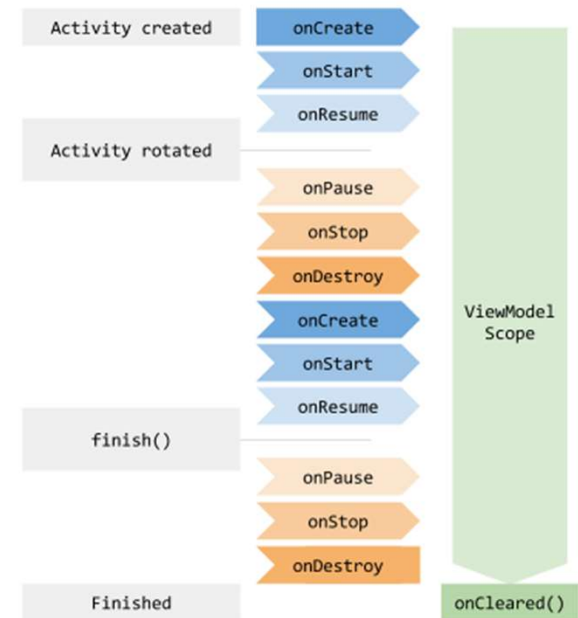 Activity created
onCreate
onStart
onResume
Activity rotated
onPause
onStop
onDestroy
onCreate
ViewModel
Scope
onStart
onResume
finish()
onPause
onStop
onDestroy
Finished
onCleared()